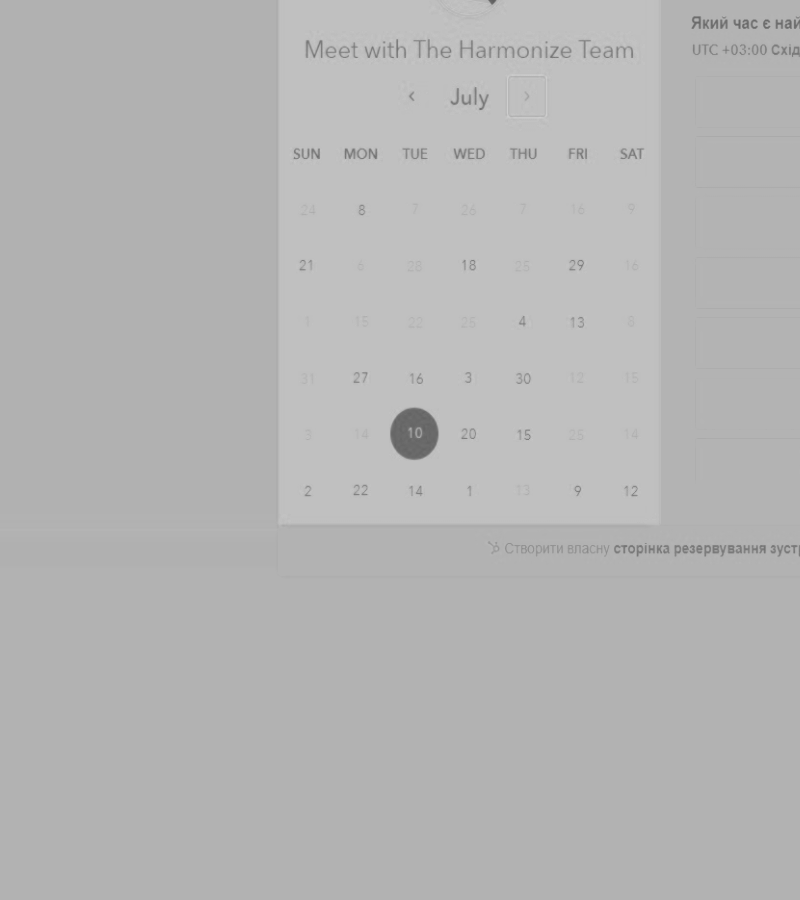 Meet with The Harmonize Team
Який час є най
UTC +03:00 Схід
‹ July ›
SUN MON TUE WED THU FRI SAT
24 8 7 26 7 16 9
21 6 28 18 25 29 16
1 15 22 25 4 13 8
31 27 16 3 30 12 15
3 14 10 20 15 25 14
2 22 14 1 13 9 12
Створити власну сторінка резервування зуст